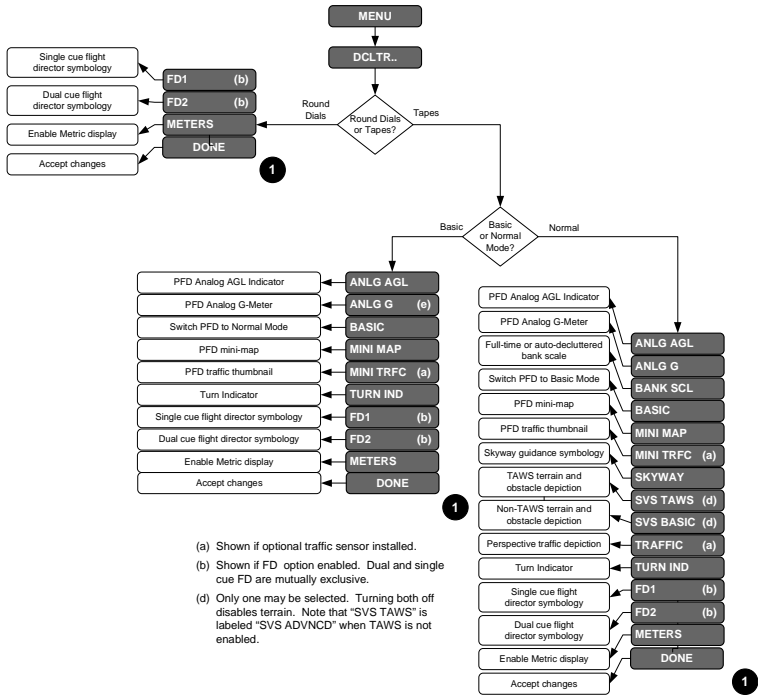 MENU
DCLTR..
Round Dials
or Tapes?
Round
Dials
Tapes
Single cue flight
director symbology
FD1 (b)
Dual cue flight
director symbology
FD2 (b)
Enable Metric display
METERS
Accept changes
DONE
1
Basic
or Normal
Mode?
Basic
Normal
PFD Analog AGL Indicator
ANLG AGL
PFD Analog G-Meter
ANLG G (e)
Switch PFD to Normal Mode
BASIC
PFD mini-map
MINI MAP
PFD traffic thumbnail
MINI TRFC (a)
Turn Indicator
TURN IND
Single cue flight director symbology
FD1 (b)
Dual cue flight director symbology
FD2 (b)
Enable Metric display
METERS
Accept changes
DONE
1
PFD Analog AGL Indicator
ANLG AGL
PFD Analog G-Meter
ANLG G
Full-time or auto-decluttered
bank scale
BANK SCL
Switch PFD to Basic Mode
BASIC
PFD mini-map
MINI MAP
PFD traffic thumbnail
MINI TRFC (a)
Skyway guidance symbology
SKYWAY
TAWS terrain and
obstacle depiction
SVS TAWS (d)
Non-TAWS terrain and
obstacle depiction
SVS BASIC (d)
Perspective traffic depiction
TRAFFIC (a)
Turn Indicator
TURN IND
Single cue flight
director symbology
FD1 (b)
Dual cue flight
director symbology
FD2 (b)
Enable Metric display
METERS
Accept changes
DONE
1
(a) Shown if optional traffic sensor installed.
(b) Shown if FD option enabled. Dual and single
cue FD are mutually exclusive.
(d) Only one may be selected. Turning both off
disables terrain. Note that “SVS TAWS” is
labeled “SVS ADVNCD” when TAWS is not
enabled.